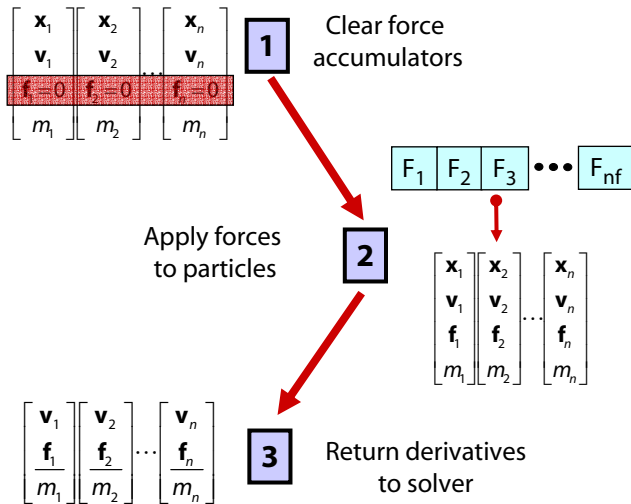 x₁ x₂ xₙ
v₁ v₂ ... vₙ
f₁=0 f₂=0 fₙ=0
m₁ m₂ mₙ
1
Clear force
accumulators
F₁ F₂ F₃ ••• F_nf
Apply forces
to particles
2
x₁ x₂ xₙ
v₁ v₂ vₙ
f₁ f₂ ... fₙ
m₁ m₂ mₙ
v₁ v₂ vₙ
f₁ f₂ ... fₙ
m₁ m₂ mₙ
3
Return derivatives
to solver